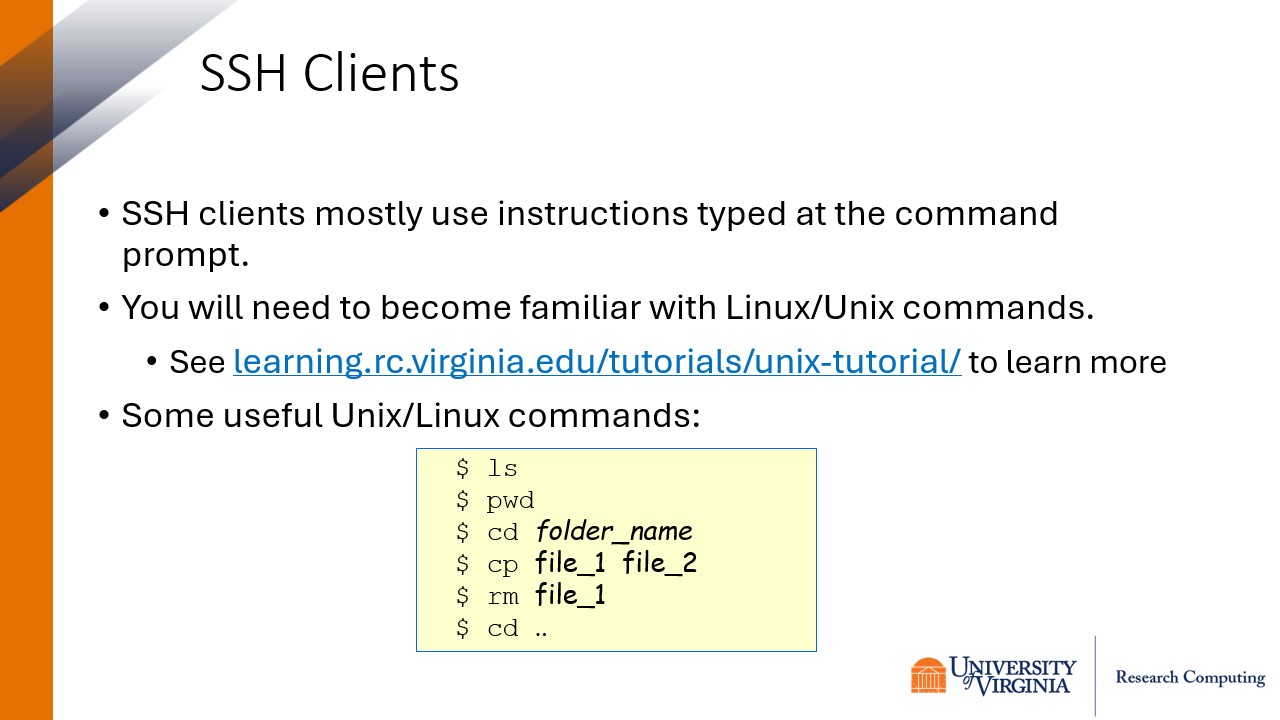 SSH Clients
• SSH clients mostly use instructions typed at the command
prompt.
• You will need to become familiar with Linux/Unix commands.
• See learning.rc.virginia.edu/tutorials/unix-tutorial/ to learn more
• Some useful Unix/Linux commands:
$ ls
$ pwd
$ cd folder_name
$ cp file_1 file_2
$ rm file_1
$ cd ..
UNIVERSITY
of VIRGINIA
Research Computing